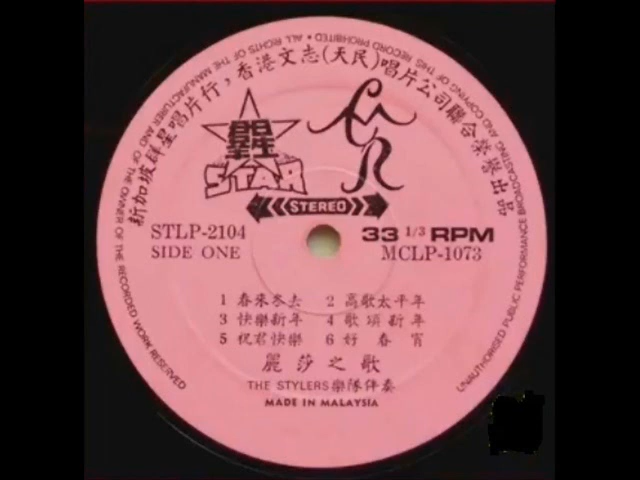 ALL RIGHTS OF THE MANUFACTURER AND OF THE OWNER OF THE RECORDED WORK RESERVED
UNAUTHORISED PUBLIC PERFORMANCE BROADCASTING AND COPYING OF THIS RECORD PROHIBITED •
新加坡群星唱片行,香港文志(天民)唱片公司聯合榮譽出品
群星
STAR
STEREO
STLP-2104
33 1/3 RPM
SIDE ONE
MCLP-1073
1 春來冬去 2 高歌太平年
3 快樂新年 4 歌頌新年
5 祝君快樂 6 好春宵
麗莎之歌
THE STYLERS樂隊伴奏
MADE IN MALAYSIA